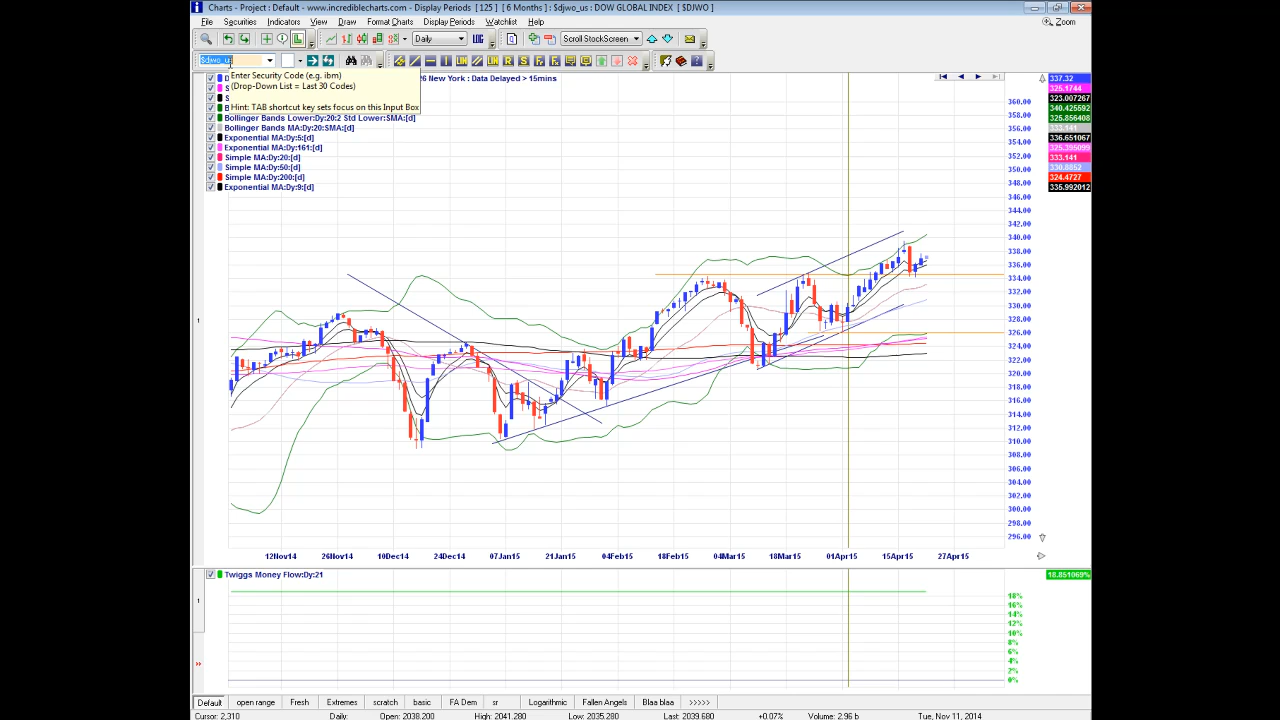 Charts - Project : Default - www.incrediblecharts.com - Display Periods [ 125 ] [ 6 Months ] : $djwo_us : DOW GLOBAL INDEX [ $DJWO ]
File Securities Indicators View Draw Format Charts Display Periods Watchlist Help Zoom
Daily Scroll StockScreen
$djwo_us
Enter Security Code (e.g. ibm)
(Drop-Down List = Last 30 Codes)
Hint: TAB shortcut key sets focus on this Input Box
26 New York : Data Delayed > 15mins
Bollinger Bands Lower:Dy:20:2 Std Lower:SMA:[d]
Bollinger Bands MA:Dy:20:SMA:[d]
Exponential MA:Dy:5:[d]
Exponential MA:Dy:161:[d]
Simple MA:Dy:20:[d]
Simple MA:Dy:50:[d]
Simple MA:Dy:200:[d]
Exponential MA:Dy:9:[d]
337.32
325.1744
323.007267
340.425592
325.856408
333.141
336.651067
325.395099
333.141
330.8852
324.4727
335.992012
360.00
358.00
356.00
354.00
352.00
350.00
348.00
346.00
344.00
342.00
340.00
338.00
336.00
334.00
332.00
330.00
328.00
326.00
324.00
322.00
320.00
318.00
316.00
314.00
312.00
310.00
308.00
306.00
304.00
302.00
300.00
298.00
296.00
1
12Nov14 26Nov14 10Dec14 24Dec14 07Jan15 21Jan15 04Feb15 18Feb15 04Mar15 18Mar15 01Apr15 15Apr15 27Apr15
Twiggs Money Flow:Dy:21
18.851069%
18%
16%
14%
12%
10%
8%
6%
4%
2%
0%
1
Default open range Fresh Extremes scratch basic FA Dem sr Logarithmic Fallen Angels Blaa blaa >>>>>
Cursor: 2,310 Daily: Open: 2038.200 High: 2041.280 Low: 2035.280 Last: 2039.680 +0.07% Volume: 2.96 b Tue, Nov 11, 2014